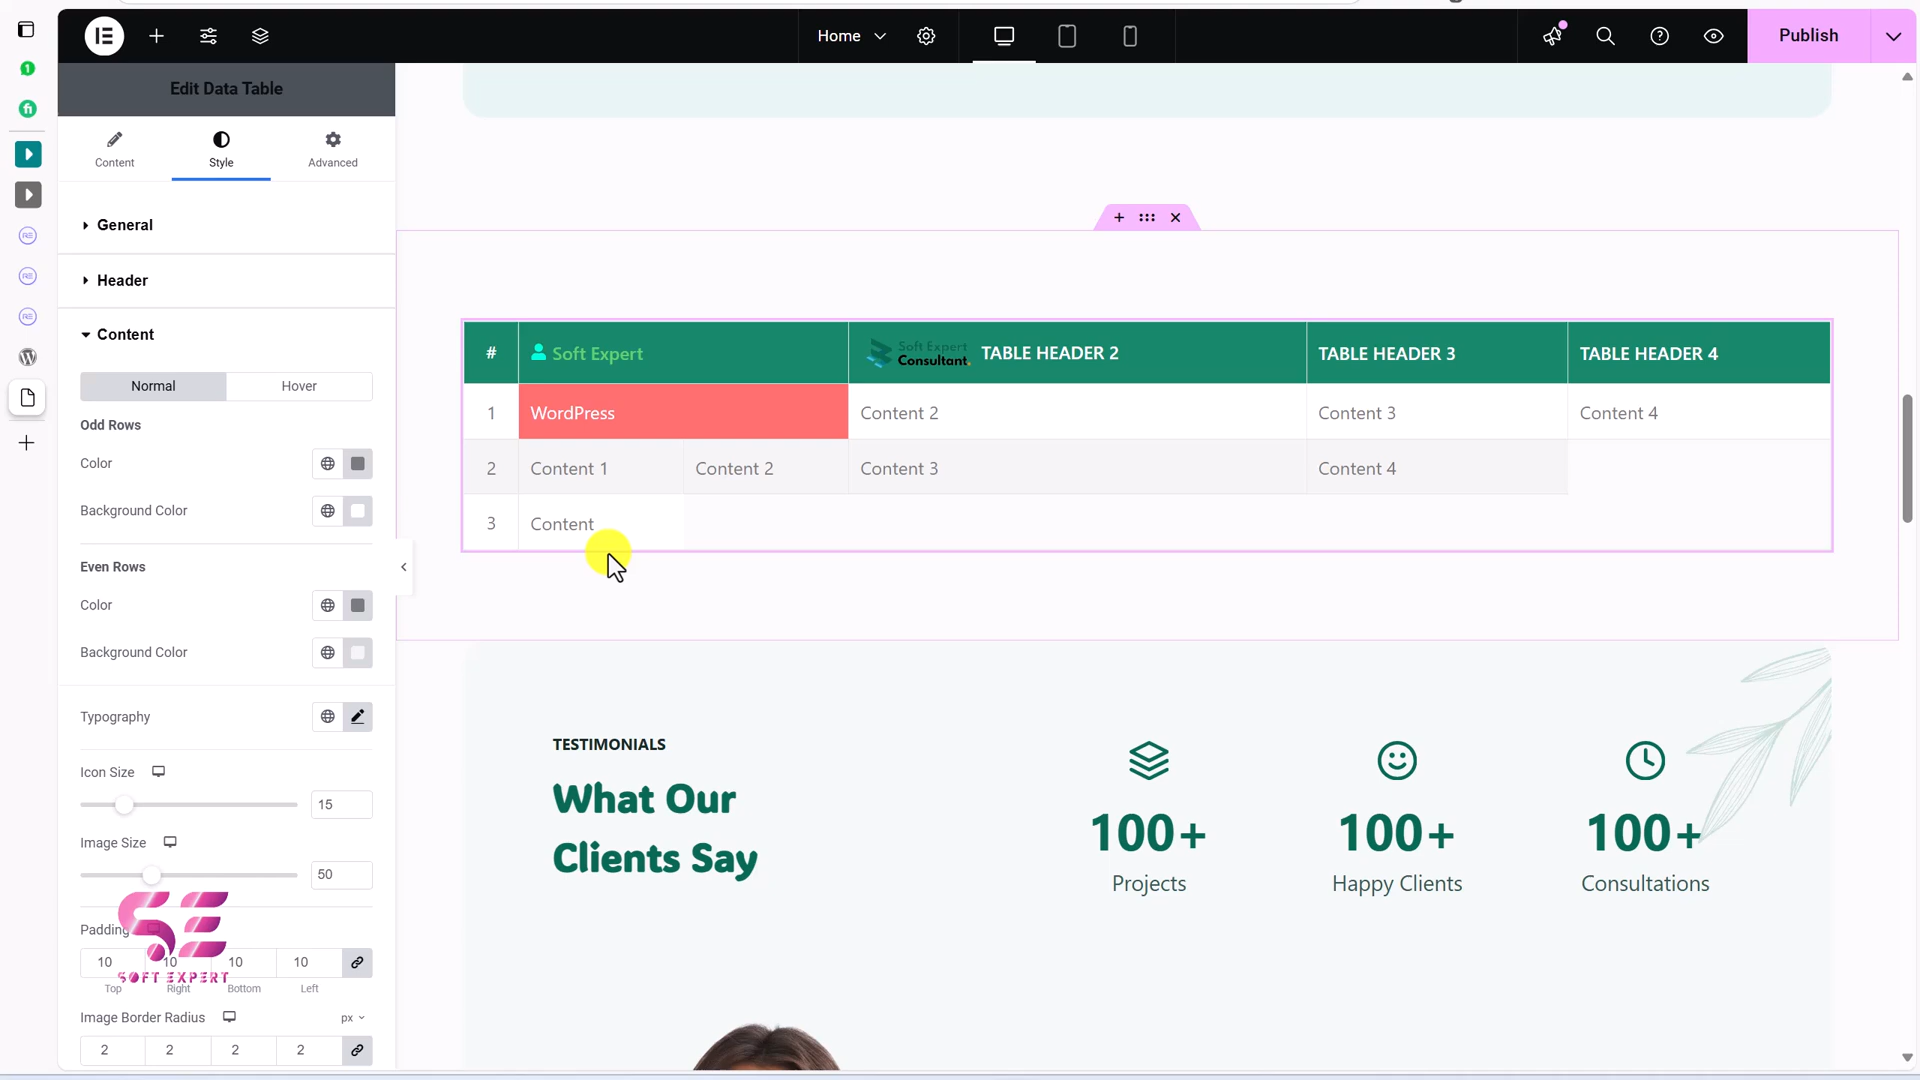 Home
Publish
Edit Data Table
Content
Style
Advanced
General
Header
Content
Normal
Hover
Odd Rows
Color
Background Color
Even Rows
Color
Background Color
Typography
Icon Size
15
Image Size
50
Padding
10 10 10 10
SOFT EXPERT
Top Right Bottom Left
Image Border Radius px
2 2 2 2
# Soft Expert Soft Expert Consultant. TABLE HEADER 2 TABLE HEADER 3 TABLE HEADER 4
1 WordPress Content 2 Content 3 Content 4
2 Content 1 Content 2 Content 3 Content 4
3 Content
TESTIMONIALS
What Our
Clients Say
100+
Projects
100+
Happy Clients
100+
Consultations